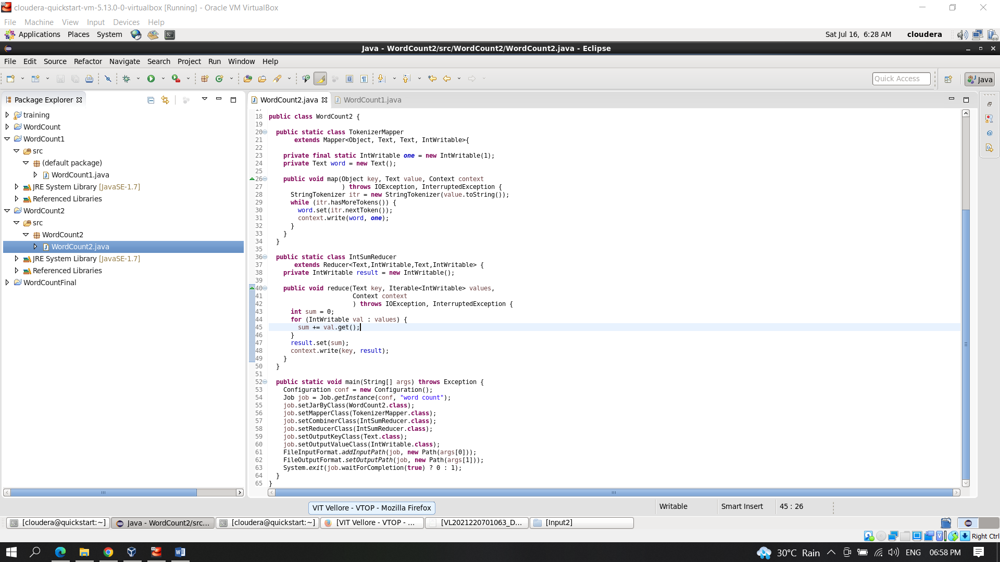 cloudera-quickstart-vm-5.13.0-0-virtualbox [Running] - Oracle VM VirtualBox
File Machine View Input Devices Help
Applications Places System Sat Jul 16, 6:28 AM cloudera
Java - WordCount2/src/WordCount2/WordCount2.java - Eclipse
File Edit Source Refactor Navigate Search Project Run Window Help
Quick Access Java
Package Explorer
training
WordCount
WordCount1
src
(default package)
WordCount1.java
JRE System Library [JavaSE-1.7]
Referenced Libraries
WordCount2
src
WordCount2
WordCount2.java
JRE System Library [JavaSE-1.7]
Referenced Libraries
WordCountFinal
WordCount2.java WordCount1.java
17
18 public class WordCount2 {
19
20   public static class TokenizerMapper
21        extends Mapper<Object, Text, Text, IntWritable>{
22
23     private final static IntWritable one = new IntWritable(1);
24     private Text word = new Text();
25
26     public void map(Object key, Text value, Context context
27                     ) throws IOException, InterruptedException {
28       StringTokenizer itr = new StringTokenizer(value.toString());
29       while (itr.hasMoreTokens()) {
30         word.set(itr.nextToken());
31         context.write(word, one);
32       }
33     }
34   }
35
36   public static class IntSumReducer
37        extends Reducer<Text,IntWritable,Text,IntWritable> {
38     private IntWritable result = new IntWritable();
39
40     public void reduce(Text key, Iterable<IntWritable> values,
41                        Context context
42                        ) throws IOException, InterruptedException {
43       int sum = 0;
44       for (IntWritable val : values) {
45         sum += val.get();
46       }
47       result.set(sum);
48       context.write(key, result);
49     }
50   }
51
52   public static void main(String[] args) throws Exception {
53     Configuration conf = new Configuration();
54     Job job = Job.getInstance(conf, "word count");
55     job.setJarByClass(WordCount2.class);
56     job.setMapperClass(TokenizerMapper.class);
57     job.setCombinerClass(IntSumReducer.class);
58     job.setReducerClass(IntSumReducer.class);
59     job.setOutputKeyClass(Text.class);
60     job.setOutputValueClass(IntWritable.class);
61     FileInputFormat.addInputPath(job, new Path(args[0]));
62     FileOutputFormat.setOutputPath(job, new Path(args[1]));
63     System.exit(job.waitForCompletion(true) ? 0 : 1);
64   }
65 }
VIT Vellore - VTOP - Mozilla Firefox Writable Smart Insert 45 : 26
[cloudera@quickstart:~] Java - WordCount2/src... [cloudera@quickstart:~] [VIT Vellore - VTOP - ... [VL2021220701063_D... [Input2]
Right Ctrl
30°C Rain ENG 06:58 PM